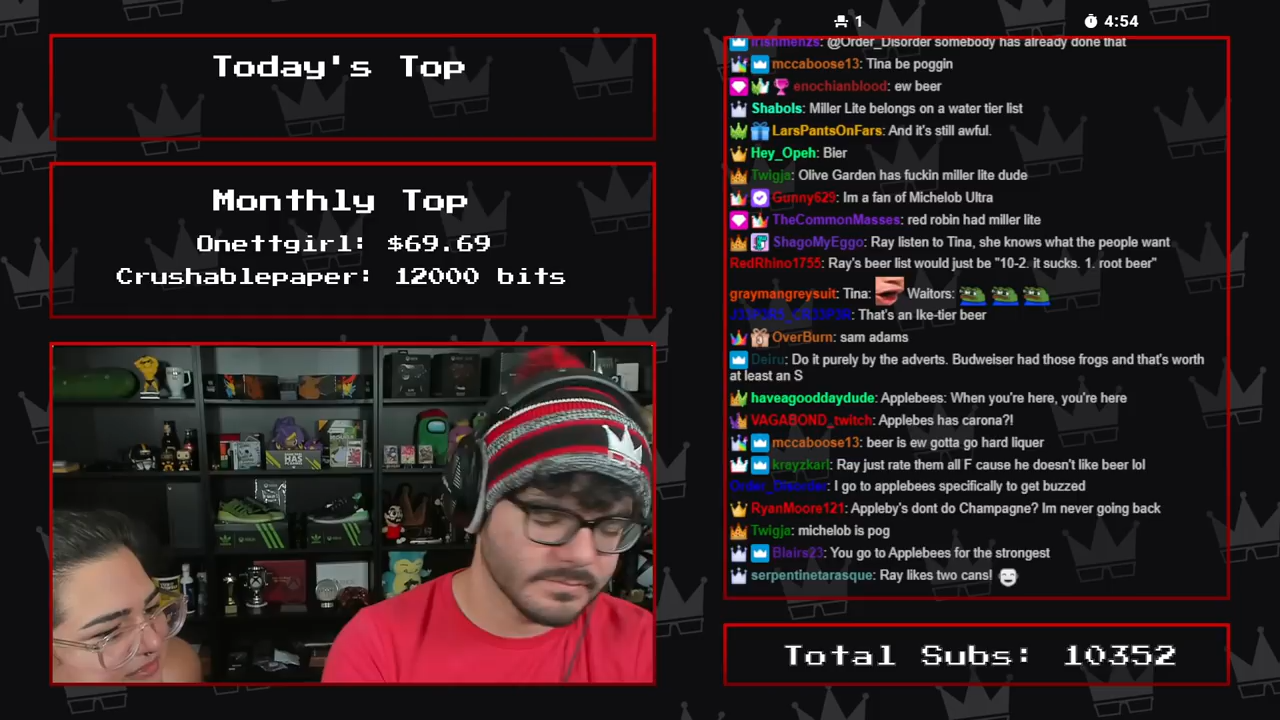 1
4:54
Today's Top
Monthly Top
Onettgirl: $69.69
Crushablepaper: 12000 bits
irishmenzs: @Order_Disorder somebody has already done that
mccaboose13: Tina be poggin
enochianblood: ew beer
Shabols: Miller Lite belongs on a water tier list
LarsPantsOnFars: And it's still awful.
Hey_Opeh: Bier
Twigja: Olive Garden has fuckin miller lite dude
Gunny629: Im a fan of Michelob Ultra
TheCommonMasses: red robin had miller lite
ShagoMyEggo: Ray listen to Tina, she knows what the people want
RedRhino1755: Ray's beer list would just be "10-2. it sucks. 1. root beer"
graymangreysuit: Tina: Waitors:
J33P3R5_CR33P3R: That's an Ike-tier beer
OverBurn: sam adams
Deiru: Do it purely by the adverts. Budweiser had those frogs and that's worth
at least an S
haveagooddaydude: Applebees: When you're here, you're here
VAGABOND_twitch: Applebes has carona?!
mccaboose13: beer is ew gotta go hard liquer
krayzkarl: Ray just rate them all F cause he doesn't like beer lol
Order_Disorder: I go to applebees specifically to get buzzed
RyanMoore121: Appleby's dont do Champagne? Im never going back
Twigja: michelob is pog
Blairs23: You go to Applebees for the strongest
serpentinetarasque: Ray likes two cans!
Total Subs: 10352